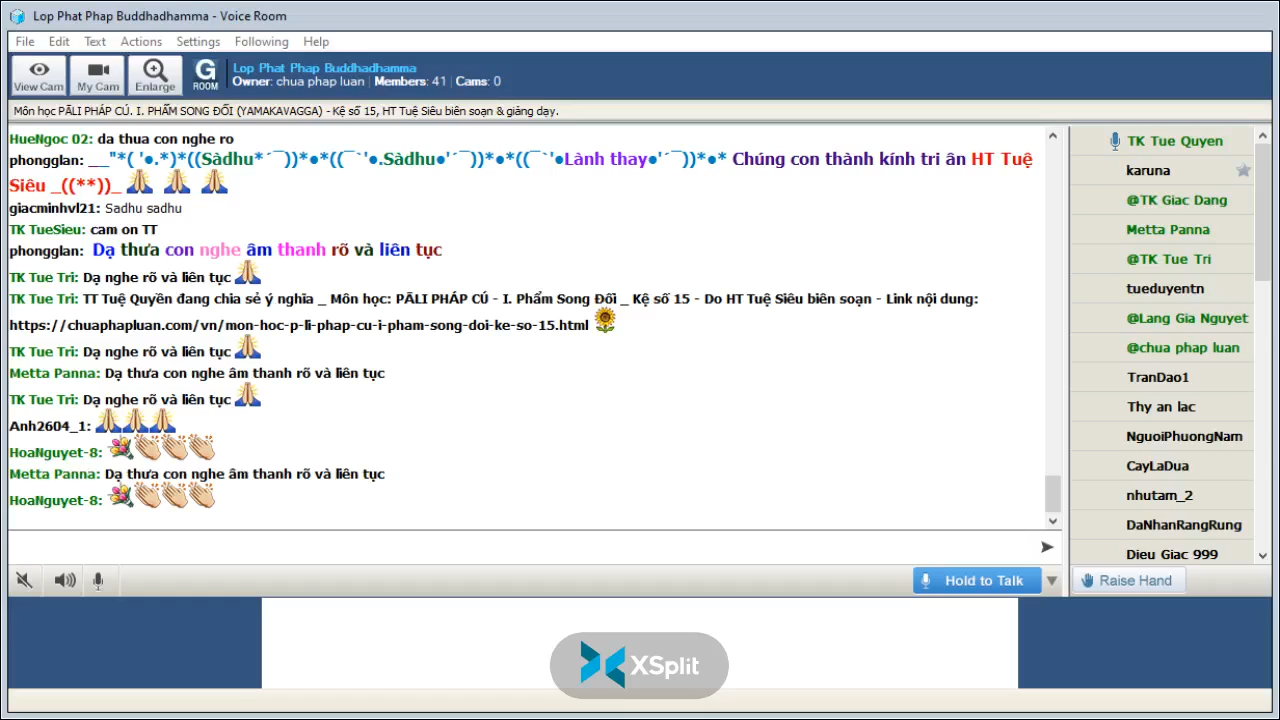 Lop Phat Phap Buddhadhamma - Voice Room
File Edit Text Actions Settings Following Help
View Cam My Cam Enlarge G ROOM
Lop Phat Phap Buddhadhamma
Owner: chua phap luan | Members: 41 | Cams: 0
Môn học PĀLI PHÁP CÚ. I. PHẨM SONG ĐỐI (YAMAKAVAGGA) - Kệ số 15, HT Tuệ Siêu biên soạn & giảng dạy.
HueNgoc 02: da thua con nghe ro
phongglan: __"*( '●.*)*((Sàdhu*´¯))*●*((¯`'●.Sàdhu●'´¯))*●*((¯`'●Lành thay●'´¯))*●* Chúng con thành kính tri ân HT Tuệ
Siêu _((**))_ 🙏 🙏 🙏
giacminhvl21: Sadhu sadhu
TK TueSieu: cam on TT
phongglan: Dạ thưa con nghe âm thanh rõ và liên tục
TK Tue Tri: Dạ nghe rõ và liên tục 🙏
TK Tue Tri: TT Tuệ Quyền đang chia sẻ ý nghĩa _ Môn học: PĀLI PHÁP CÚ - I. Phẩm Song Đối _ Kệ số 15 - Do HT Tuệ Siêu biên soạn - Link nội dung:
https://chuaphapluan.com/vn/mon-hoc-p-li-phap-cu-i-pham-song-doi-ke-so-15.html 🌻
TK Tue Tri: Dạ nghe rõ và liên tục 🙏
Metta Panna: Dạ thưa con nghe âm thanh rõ và liên tục
TK Tue Tri: Dạ nghe rõ và liên tục 🙏
Anh2604_1: 🙏🙏🙏
HoaNguyet-8: 💐👏👏👏
Metta Panna: Dạ thưa con nghe âm thanh rõ và liên tục
HoaNguyet-8: 💐👏👏👏
TK Tue Quyen
karuna
@TK Giac Dang
Metta Panna
@TK Tue Tri
tueduyentn
@Lang Gia Nguyet
@chua phap luan
TranDao1
Thy an lac
NguoiPhuongNam
CayLaDua
nhutam_2
DaNhanRangRung
Dieu Giac 999
Hold to Talk
Raise Hand
XSplit